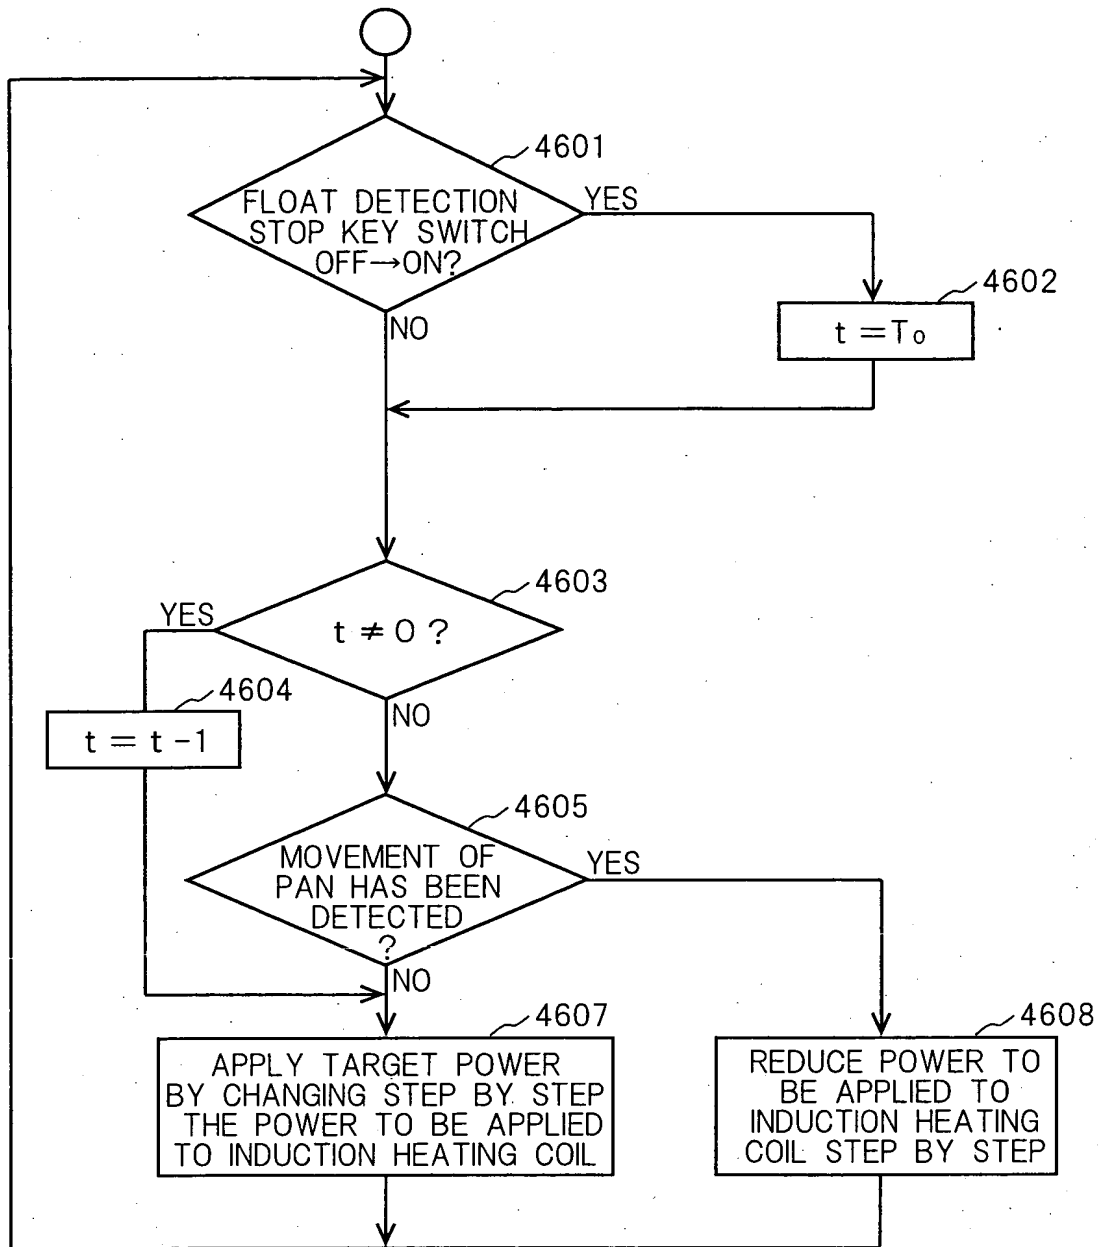 4601
FLOAT DETECTION
STOP KEY SWITCH
OFF→ON?
YES
NO
4602
t = To
4603
t ≠ 0 ?
YES
NO
4604
t = t -1
4605
MOVEMENT OF
PAN HAS BEEN
DETECTED
?
YES
NO
4607
APPLY TARGET POWER
BY CHANGING STEP BY STEP
THE POWER TO BE APPLIED
TO INDUCTION HEATING COIL
4608
REDUCE POWER TO
BE APPLIED TO
INDUCTION HEATING
COIL STEP BY STEP